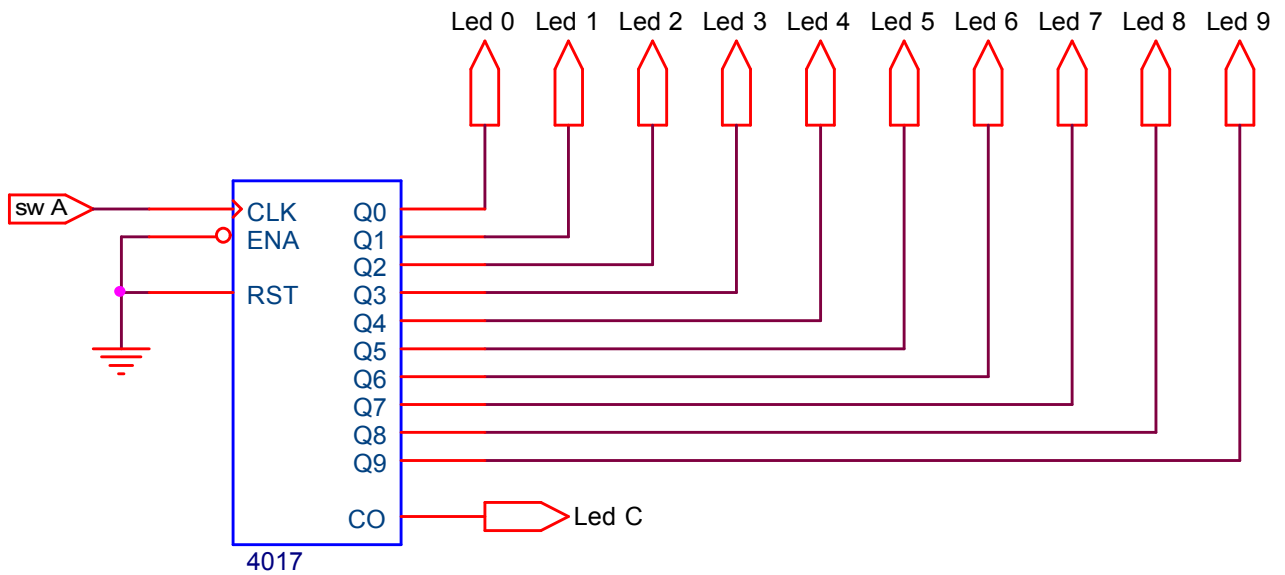 Led 0 Led 1 Led 2 Led 3 Led 4 Led 5 Led 6 Led 7 Led 8 Led 9
sw A
CLK Q0
ENA Q1
Q2
RST Q3
Q4
Q5
Q6
Q7
Q8
Q9
CO Led C
4017